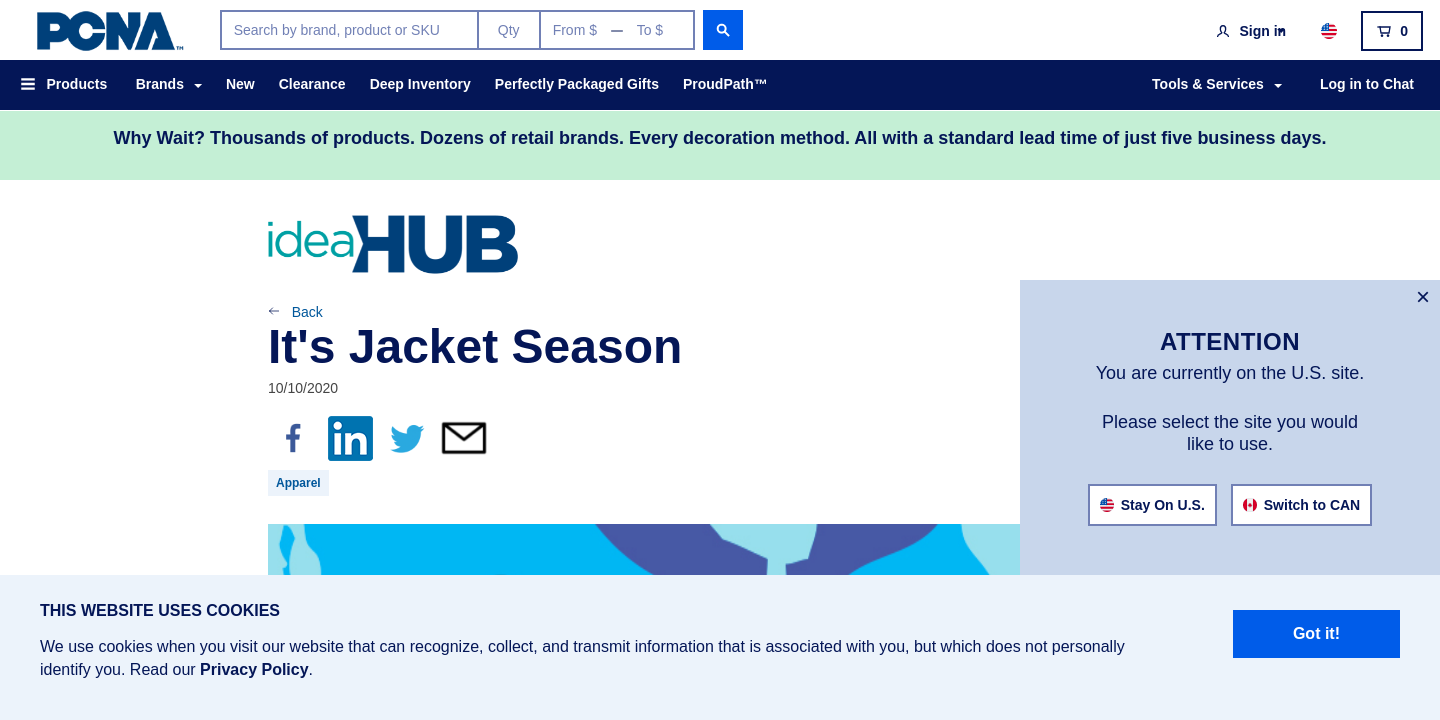 PCNA™
Search by brand, product or SKU
Qty
From $ — To $
Sign in
0
Products
Brands
New
Clearance
Deep Inventory
Perfectly Packaged Gifts
ProudPath™
Tools & Services
Log in to Chat
Why Wait? Thousands of products. Dozens of retail brands. Every decoration method. All with a standard lead time of just five business days.
ideaHUB
Back
It's Jacket Season
10/10/2020
in
Apparel
×
ATTENTION
You are currently on the U.S. site.
Please select the site you would
like to use.
Stay On U.S.
Switch to CAN
THIS WEBSITE USES COOKIES
We use cookies when you visit our website that can recognize, collect, and transmit information that is associated with you, but which does not personally
identify you. Read our Privacy Policy.
Got it!